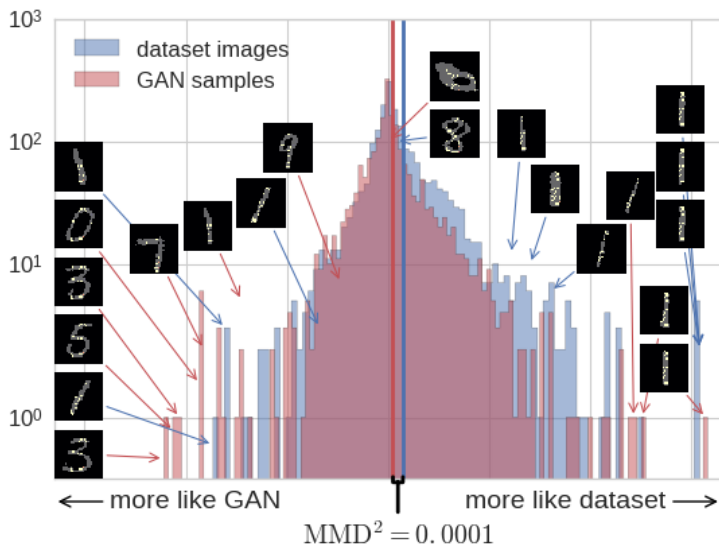 10³
dataset images
GAN samples
10²
10¹
10⁰
← more like GAN more like dataset →
MMD² = 0.0001